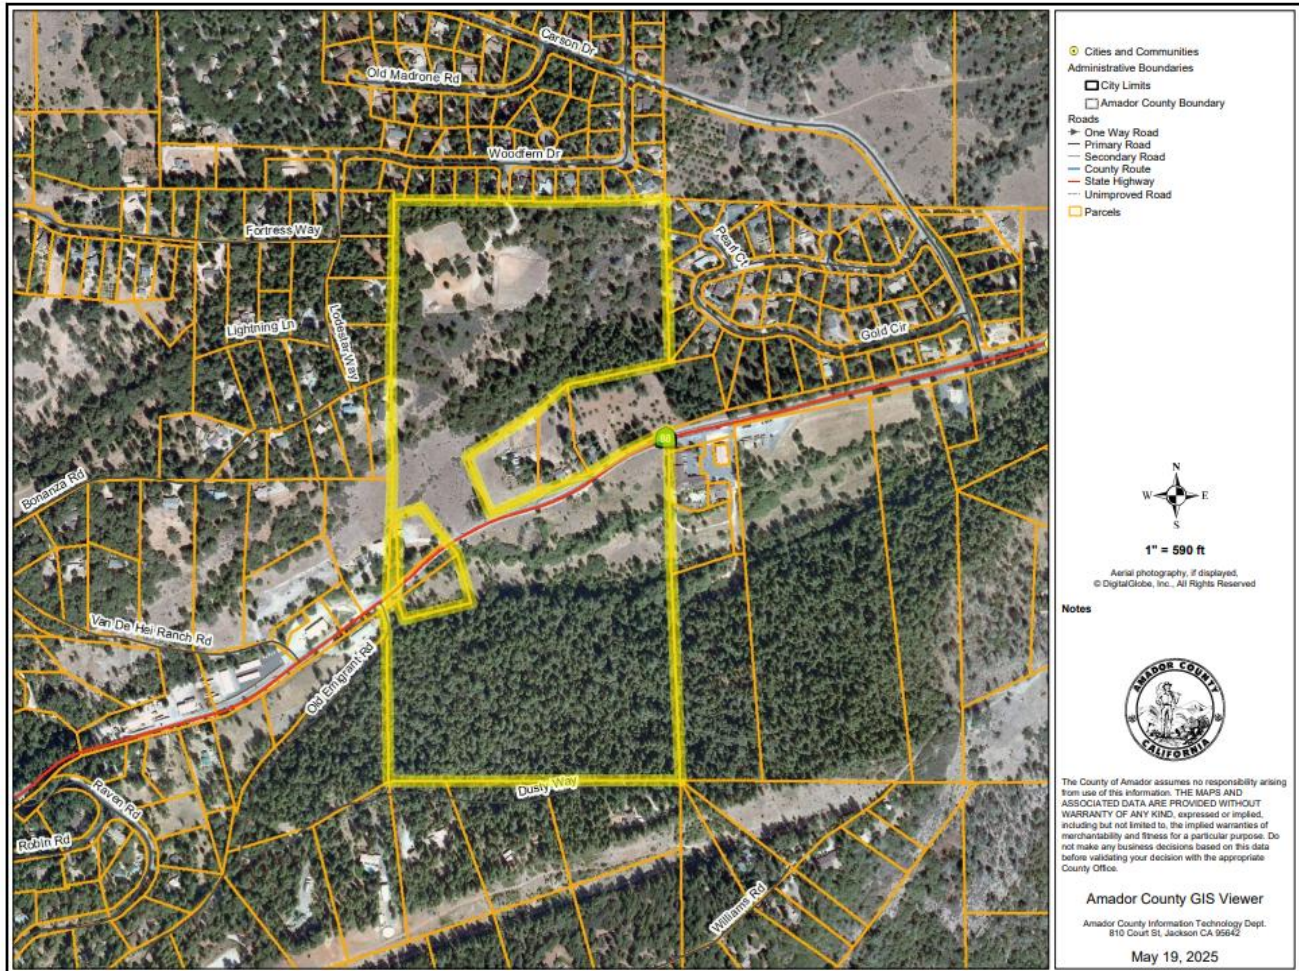 Carson Dr
Old Madrone Rd
Woodfern Dr
Fortress Way
Pearl Ct
Lightning Ln
Lodestar Way
Gold Cir
88
Bonanza Rd
Van De Hei Ranch Rd
Old Emigrant Rd
Dusty Way
Raven Rd
Robin Rd
Williams Rd
Cities and Communities
Administrative Boundaries
City Limits
Amador County Boundary
Roads
One Way Road
Primary Road
Secondary Road
County Route
State Highway
Unimproved Road
Parcels
N
W E
S
1" = 590 ft
Aerial photography, if displayed,
© DigitalGlobe, Inc., All Rights Reserved
Notes
AMADOR COUNTY
CALIFORNIA
The County of Amador assumes no responsibility arising
from use of this information. THE MAPS AND
ASSOCIATED DATA ARE PROVIDED WITHOUT
WARRANTY OF ANY KIND, expressed or implied,
including but not limited to, the implied warranties of
merchantability and fitness for a particular purpose. Do
not make any business decisions based on this data
before validating your decision with the appropriate
County Office.
Amador County GIS Viewer
Amador County Information Technology Dept.
810 Court St, Jackson CA 95642
May 19, 2025